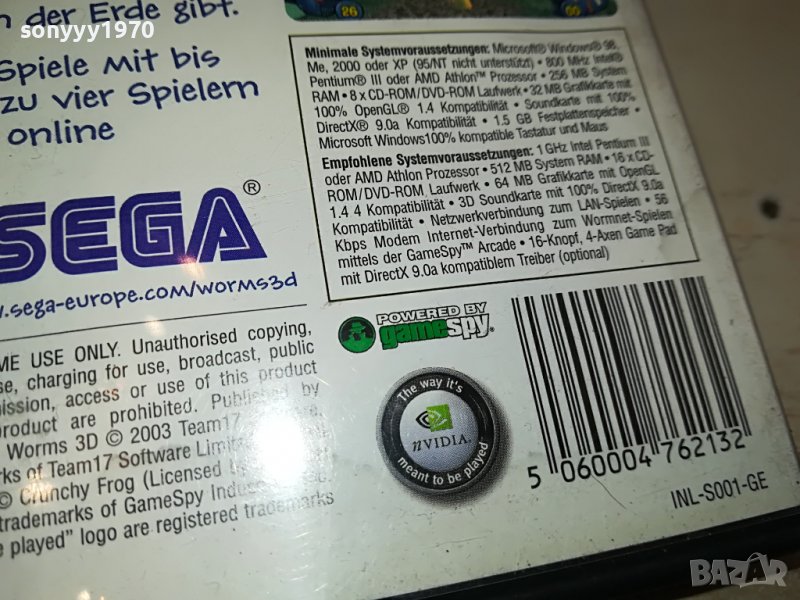 sonyyy1970
der Erde gibt.
Spiele mit bis
zu vier Spielern
online
26
SEGA®
.sega-europe.com/worms3d
Minimale Systemvoraussetzungen: Microsoft® Windows® 98,
Me, 2000 oder XP (95/NT nicht unterstützt) • 800 MHz Intel®
Pentium® III oder AMD Athlon™ Prozessor • 256 MB System
RAM • 8 x CD-ROM/DVD-ROM Laufwerk • 32 MB Grafikkarte mit
100% OpenGL® 1.4 Kompatibilität • Soundkarte mit 100%
DirectX® 9.0a Kompatibilität • 1.5 GB Festplattenspeicher •
Microsoft Windows100% kompatible Tastatur und Maus
Empfohlene Systemvoraussetzungen: 1 GHz Intel Pentium III
oder AMD Athlon Prozessor • 512 MB System RAM • 16 x CD-
ROM/DVD-ROM Laufwerk • 64 MB Grafikkarte mit OpenGL
1.4 4 Kompatibilität • 3D Soundkarte mit 100% DirectX 9.0a
Kompatibilität • Netzwerkverbindung zum LAN-Spielen • 56
Kbps Modem Internet-Verbindung zum Wormnet-Spielen
mittels der GameSpy™ Arcade • 16-Knopf, 4-Axen Game Pad
mit DirectX 9.0a kompatiblem Treiber (optional)
POWERED BY
gamespy
ME USE ONLY. Unauthorised copying,
se, charging for use, broadcast, public
ission, access or use of this product
product are prohibited. Published by
Worms 3D © 2003 Team17
ks of Team17 Software
© Crunchy Frog (Licensed
trademarks of GameSpy
e played" logo are registered trademarks
The way it's
nVIDIA
meant to be played
5 060004 762132
INL-S001-GE
BAZAR